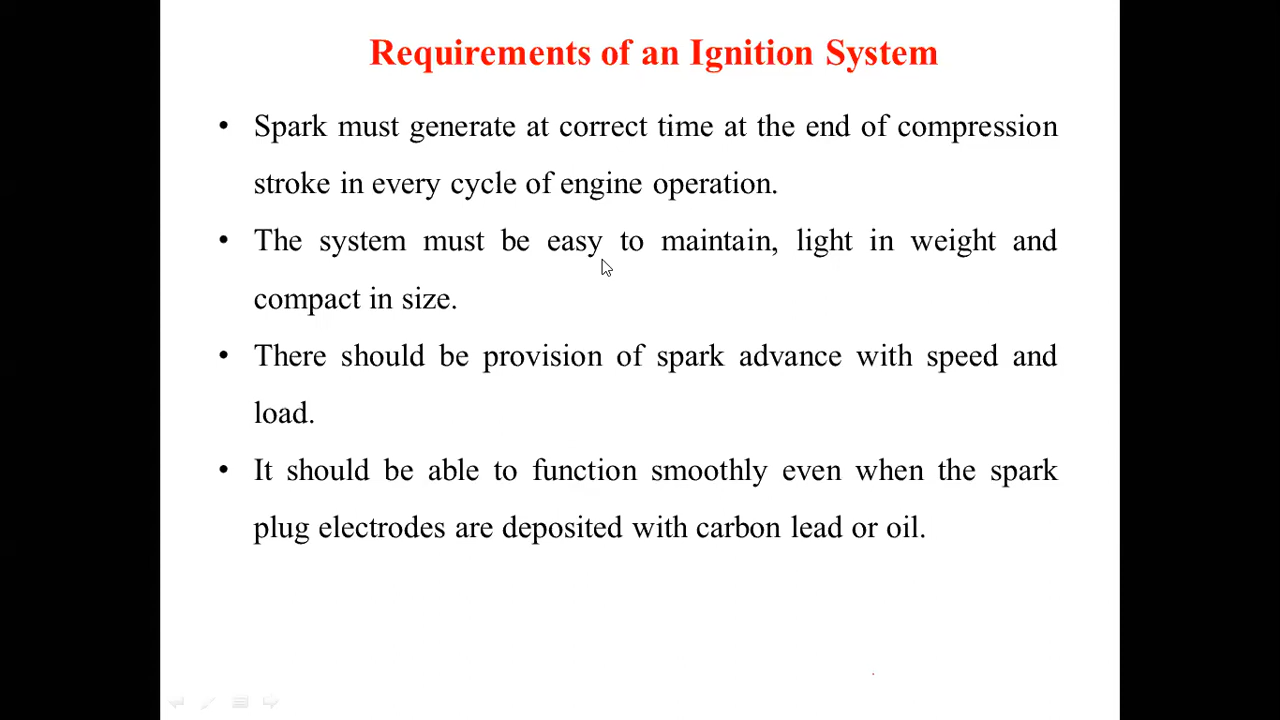 Requirements of an Ignition System
• Spark must generate at correct time at the end of compression
stroke in every cycle of engine operation.
• The system must be easy to maintain, light in weight and
compact in size.
• There should be provision of spark advance with speed and
load.
• It should be able to function smoothly even when the spark
plug electrodes are deposited with carbon lead or oil.